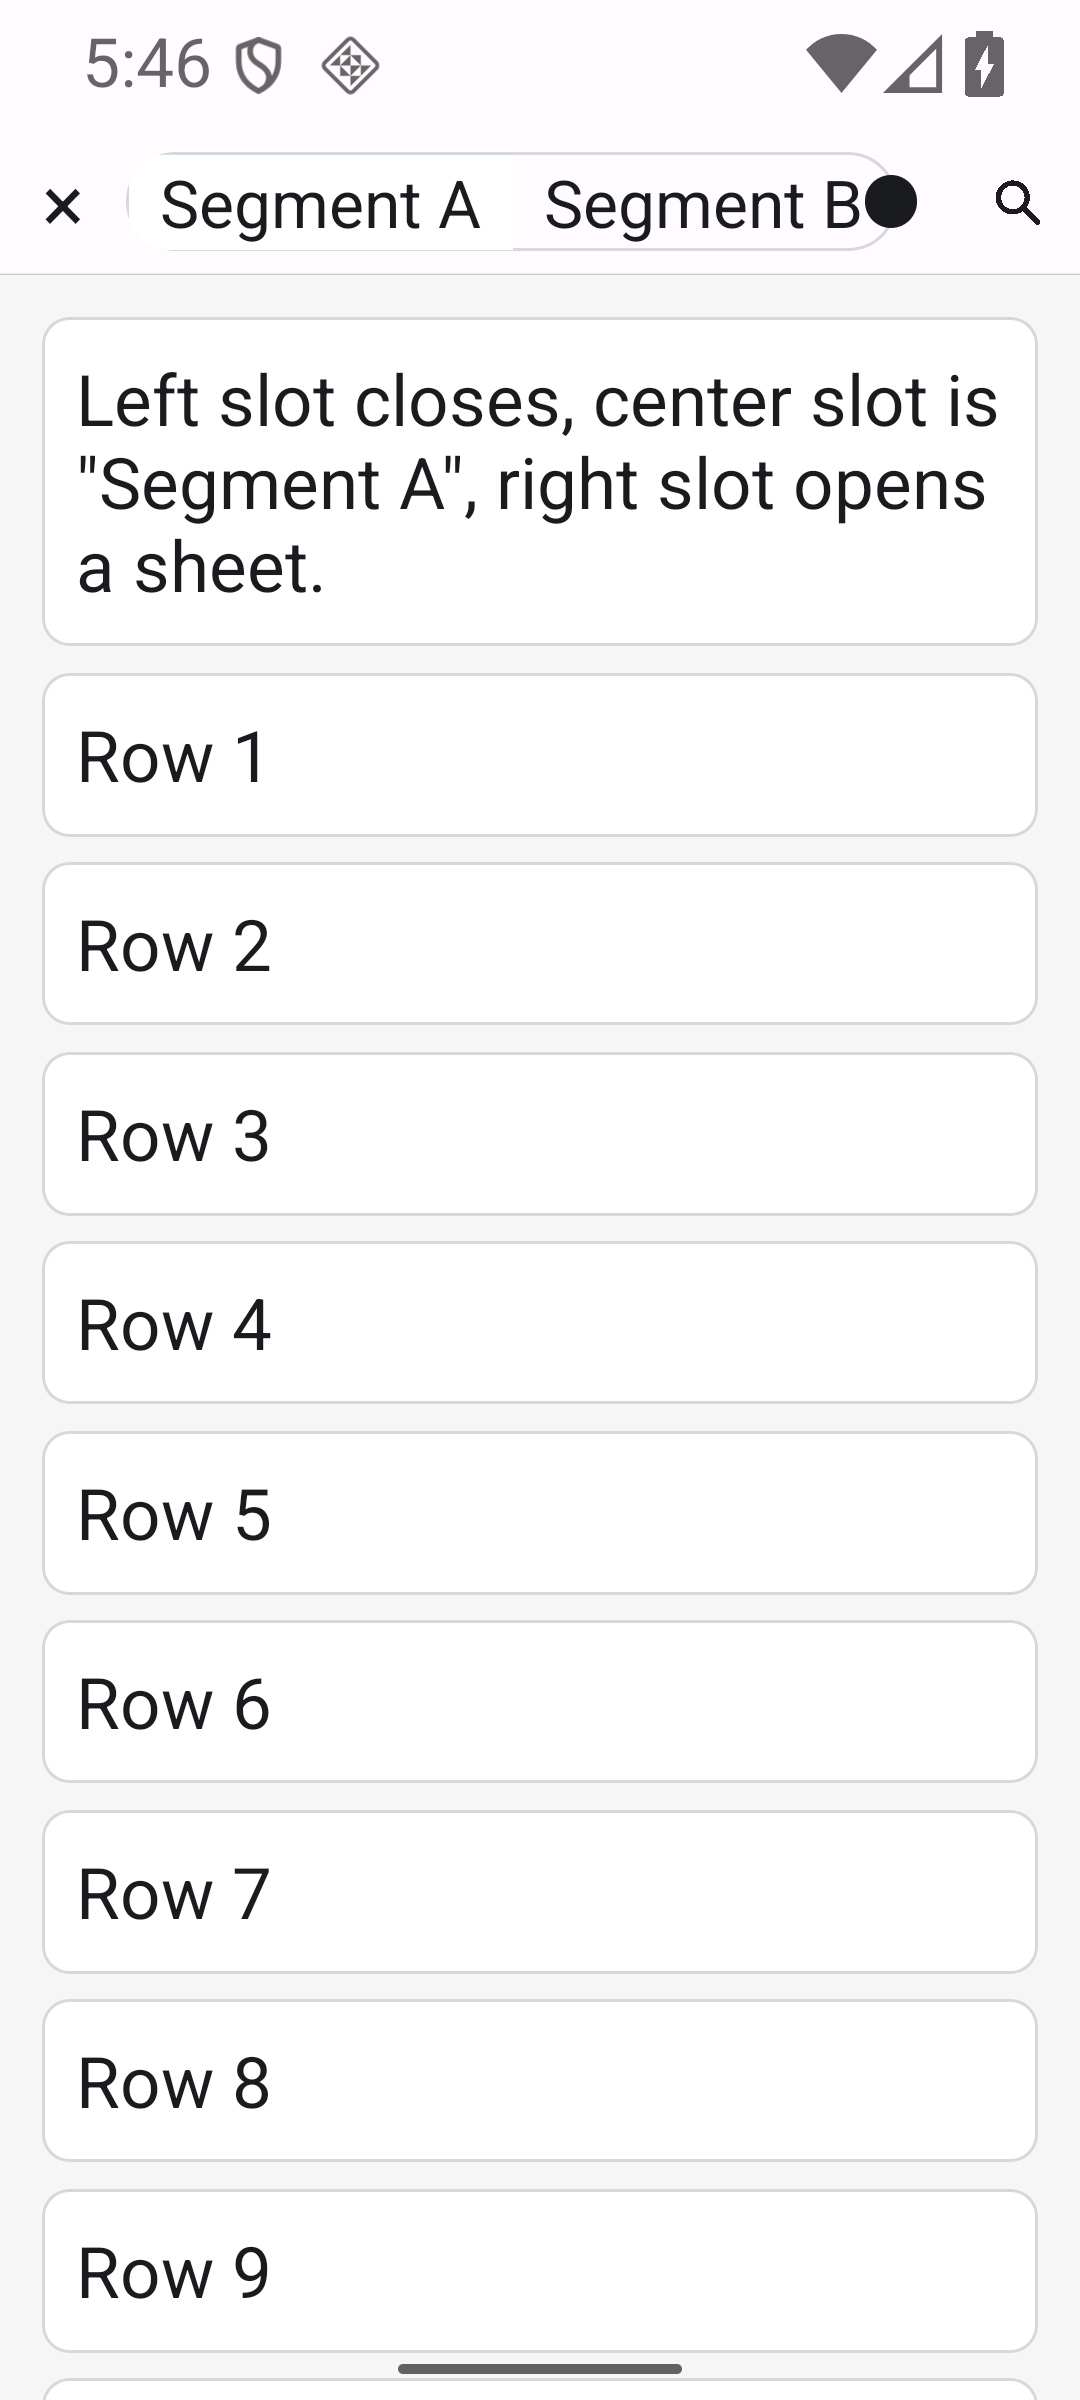 5:46
Segment A Segment B
Left slot closes, center slot is
"Segment A", right slot opens
a sheet.
Row 1
Row 2
Row 3
Row 4
Row 5
Row 6
Row 7
Row 8
Row 9